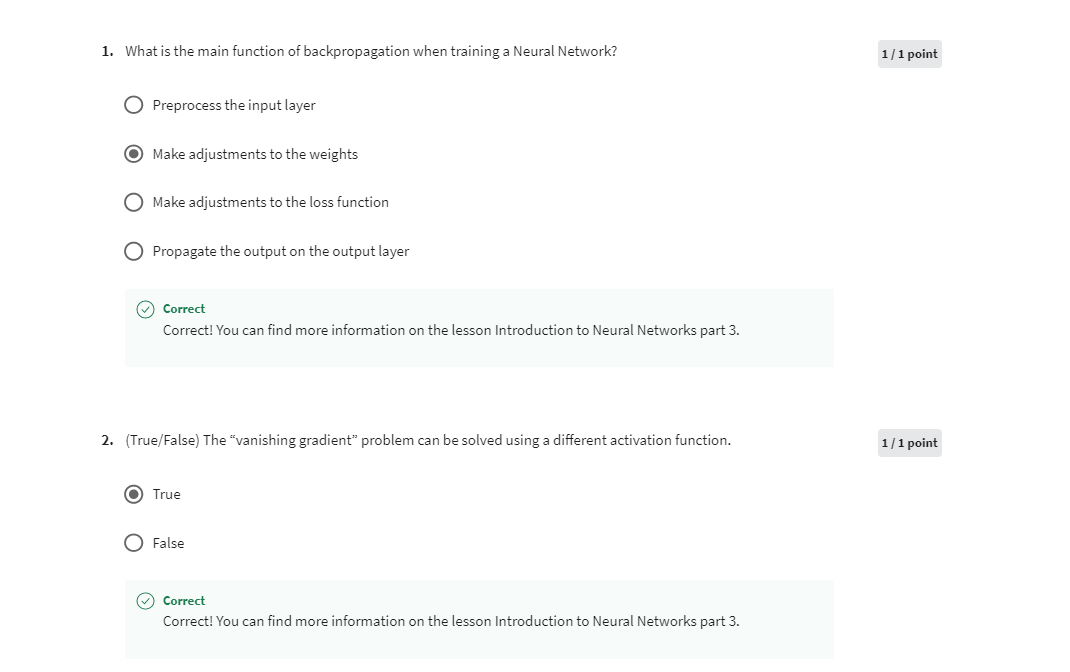 1. What is the main function of backpropagation when training a Neural Network?
1 / 1 point
Preprocess the input layer
Make adjustments to the weights
Make adjustments to the loss function
Propagate the output on the output layer
Correct
Correct! You can find more information on the lesson Introduction to Neural Networks part 3.
2. (True/False) The “vanishing gradient” problem can be solved using a different activation function.
1 / 1 point
True
False
Correct
Correct! You can find more information on the lesson Introduction to Neural Networks part 3.